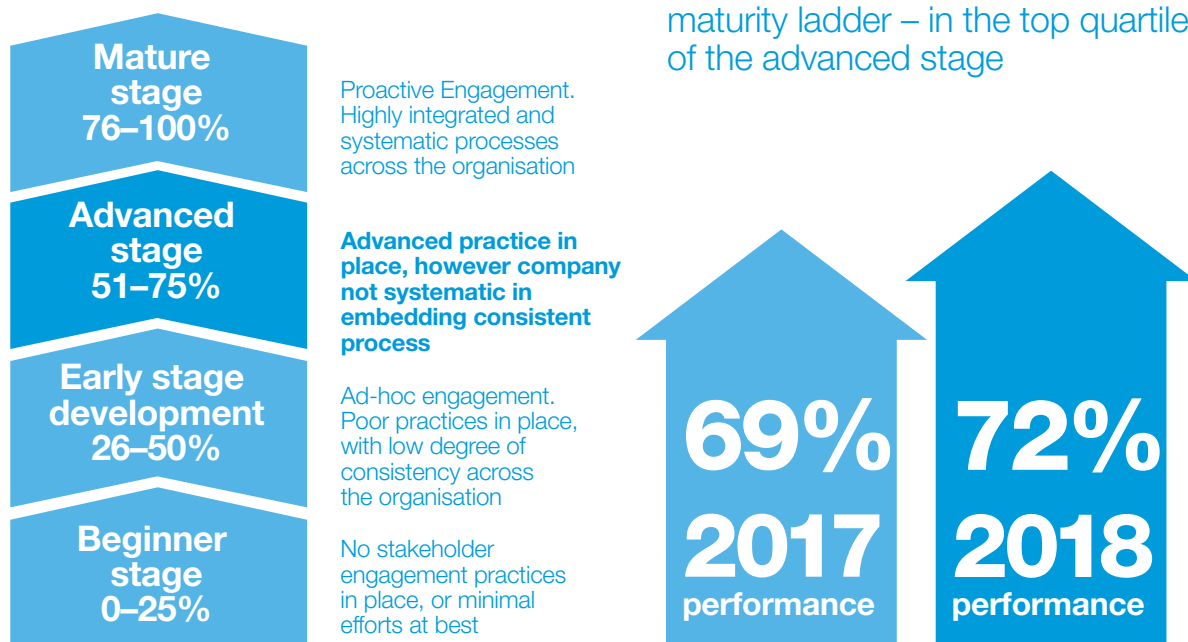 maturity ladder – in the top quartile
of the advanced stage
Mature
stage
76–100%
Proactive Engagement.
Highly integrated and
systematic processes
across the organisation
Advanced
stage
51–75%
Advanced practice in
place, however company
not systematic in
embedding consistent
process
Early stage
development
26–50%
Ad-hoc engagement.
Poor practices in place,
with low degree of
consistency across
the organisation
Beginner
stage
0–25%
No stakeholder
engagement practices
in place, or minimal
efforts at best
69%
2017
performance
72%
2018
performance